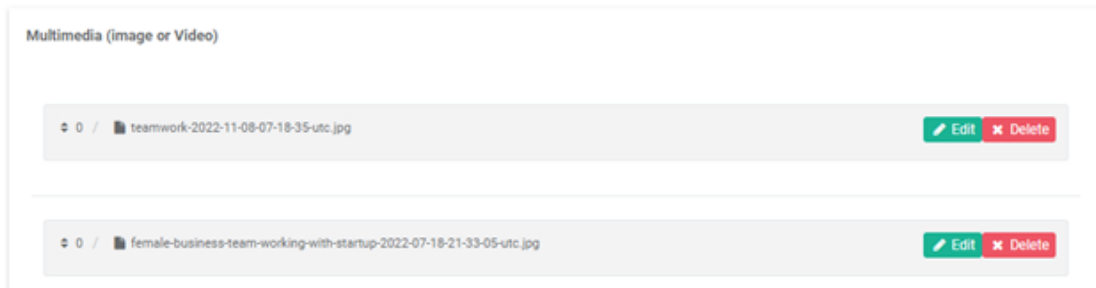 Multimedia (image or Video)
0 / teamwork-2022-11-08-07-18-35-utc.jpg
Edit Delete
0 / female-business-team-working-with-startup-2022-07-18-21-33-05-utc.jpg
Edit Delete